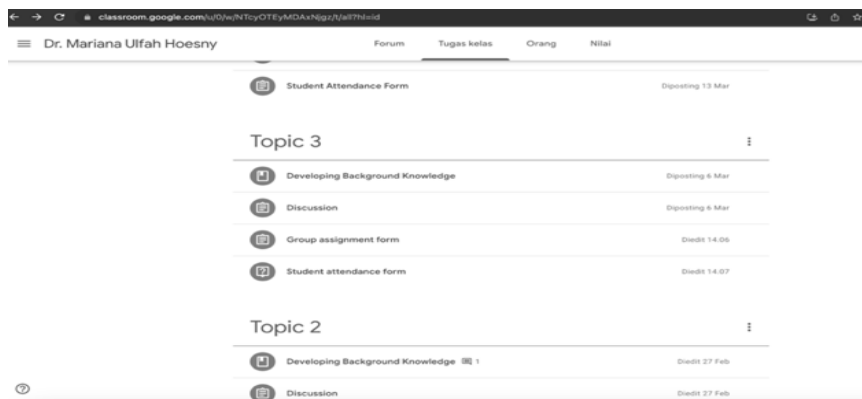 classroom.google.com/u/0/w/NTcyOTEyMDAxNjgz/t/all?hl=id
Dr. Mariana Ulfah Hoesny Forum Tugas kelas Orang Nilai
Student Attendance Form Diposting 13 Mar
Topic 3
Developing Background Knowledge Diposting 6 Mar
Discussion Diposting 6 Mar
Group assignment form Diedit 14.06
Student attendance form Diedit 14.07
Topic 2
Developing Background Knowledge 1 Diedit 27 Feb
Discussion Diedit 27 Feb